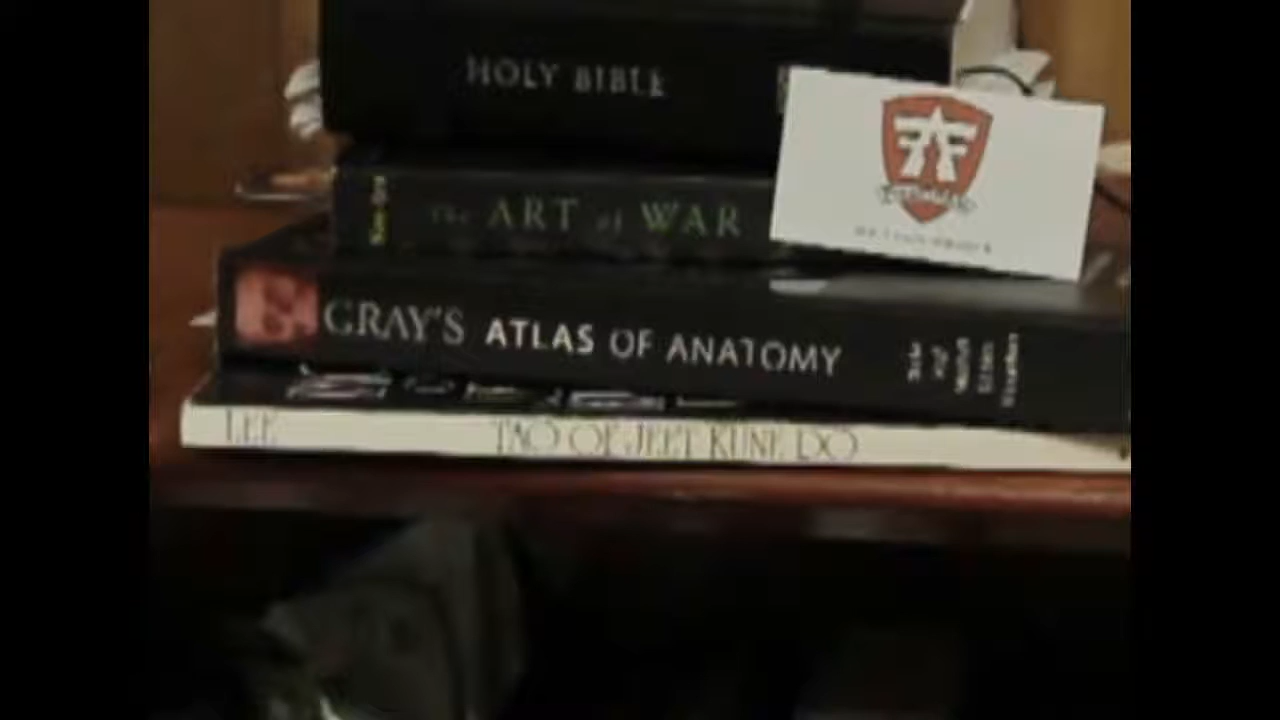 HOLY BIBLE
The ART of WAR
GRAY'S ATLAS OF ANATOMY
LEE TAO OF JEET KUNE DO